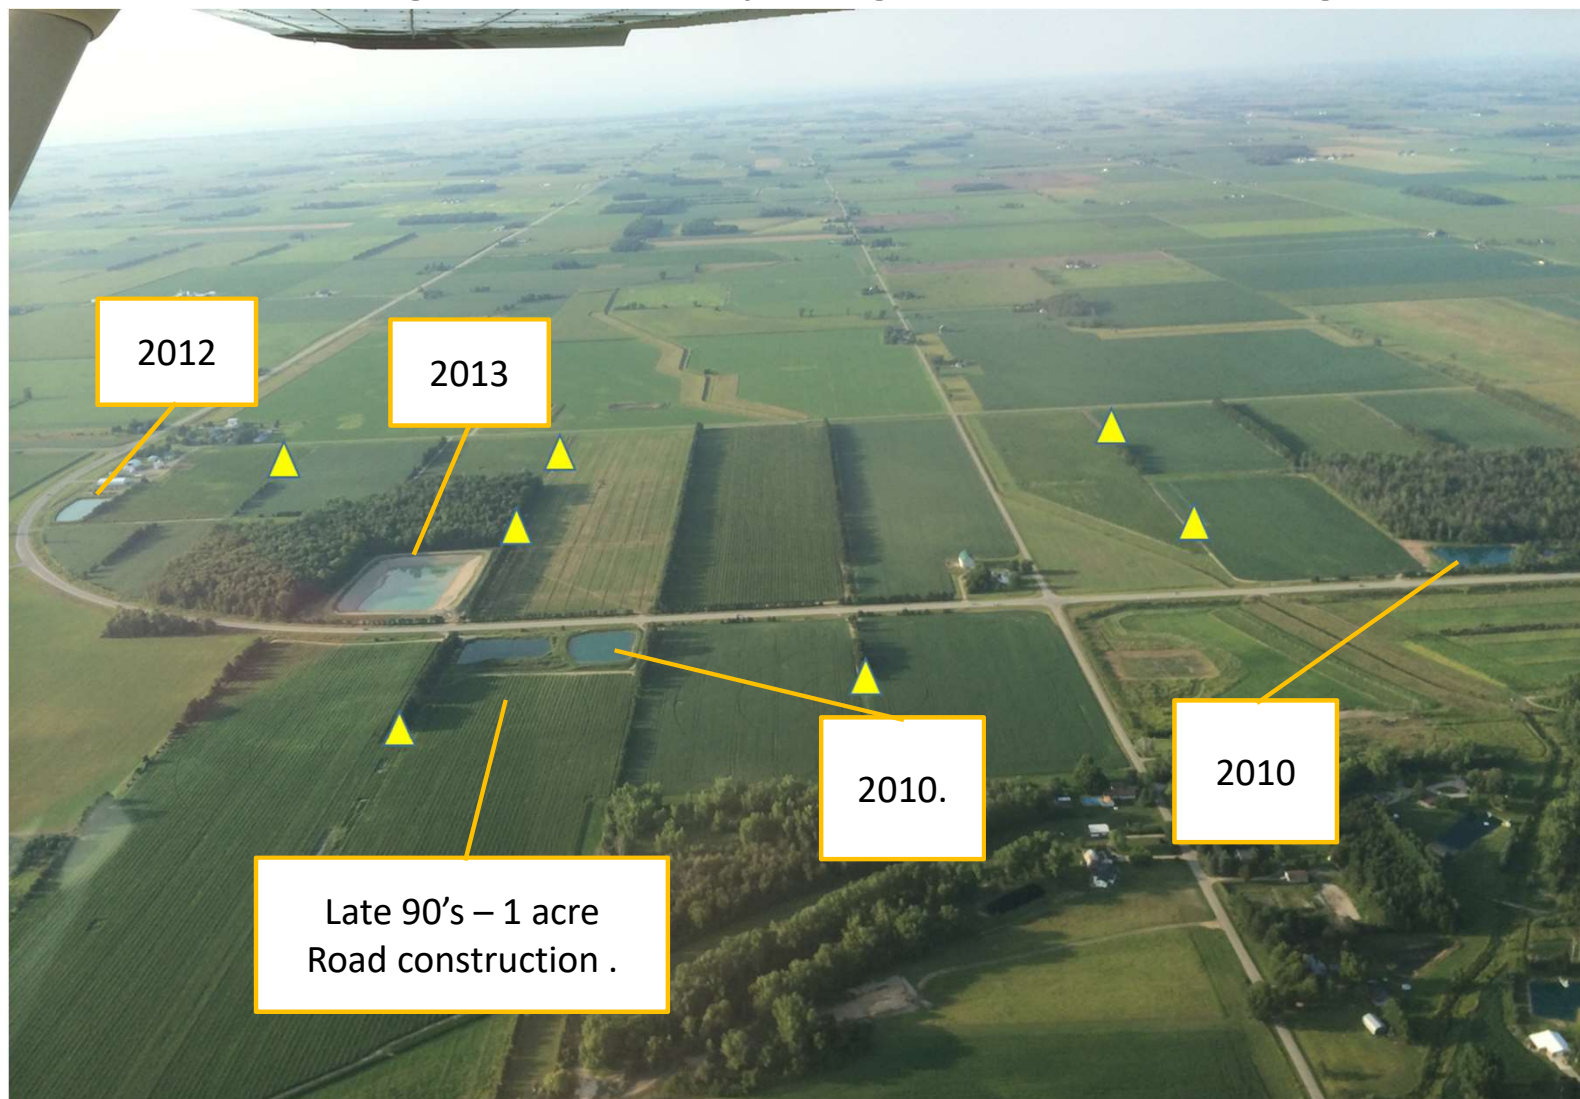 2012
2013
2010.
2010
Late 90’s – 1 acre
Road construction .